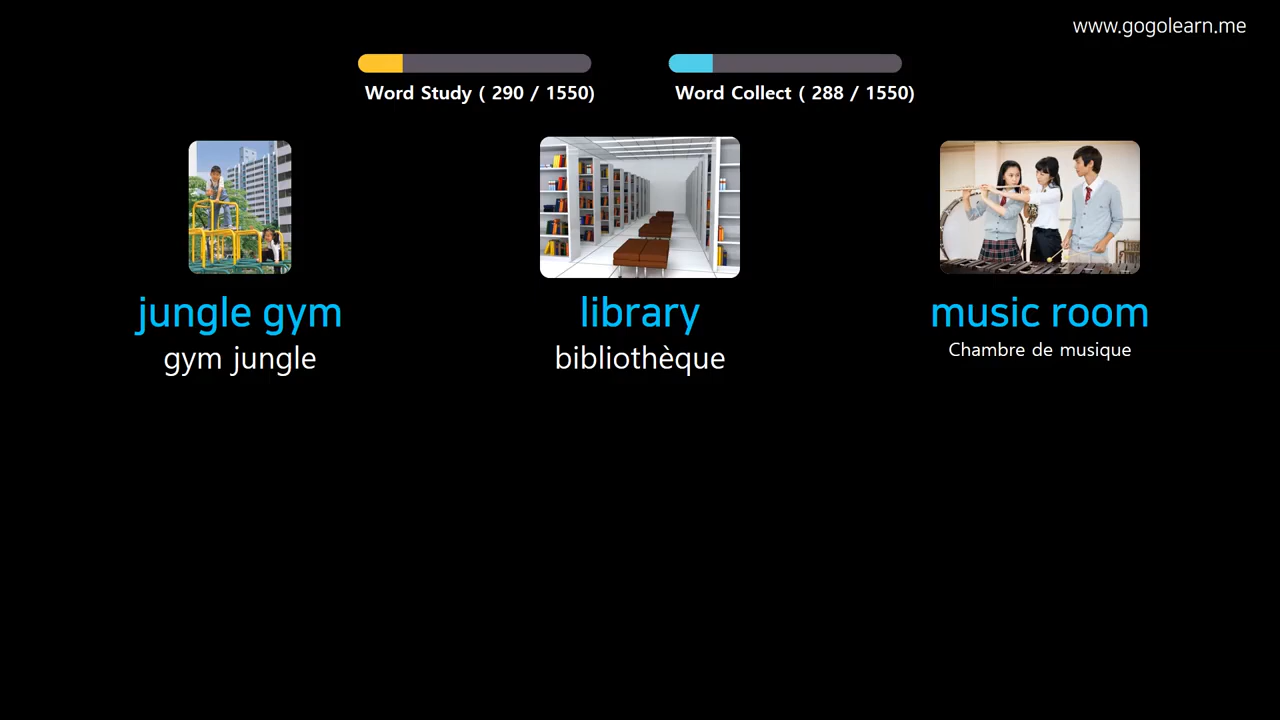 www.gogolearn.me
Word Study ( 290 / 1550)
Word Collect ( 288 / 1550)
jungle gym
gym jungle
library
bibliothèque
music room
Chambre de musique